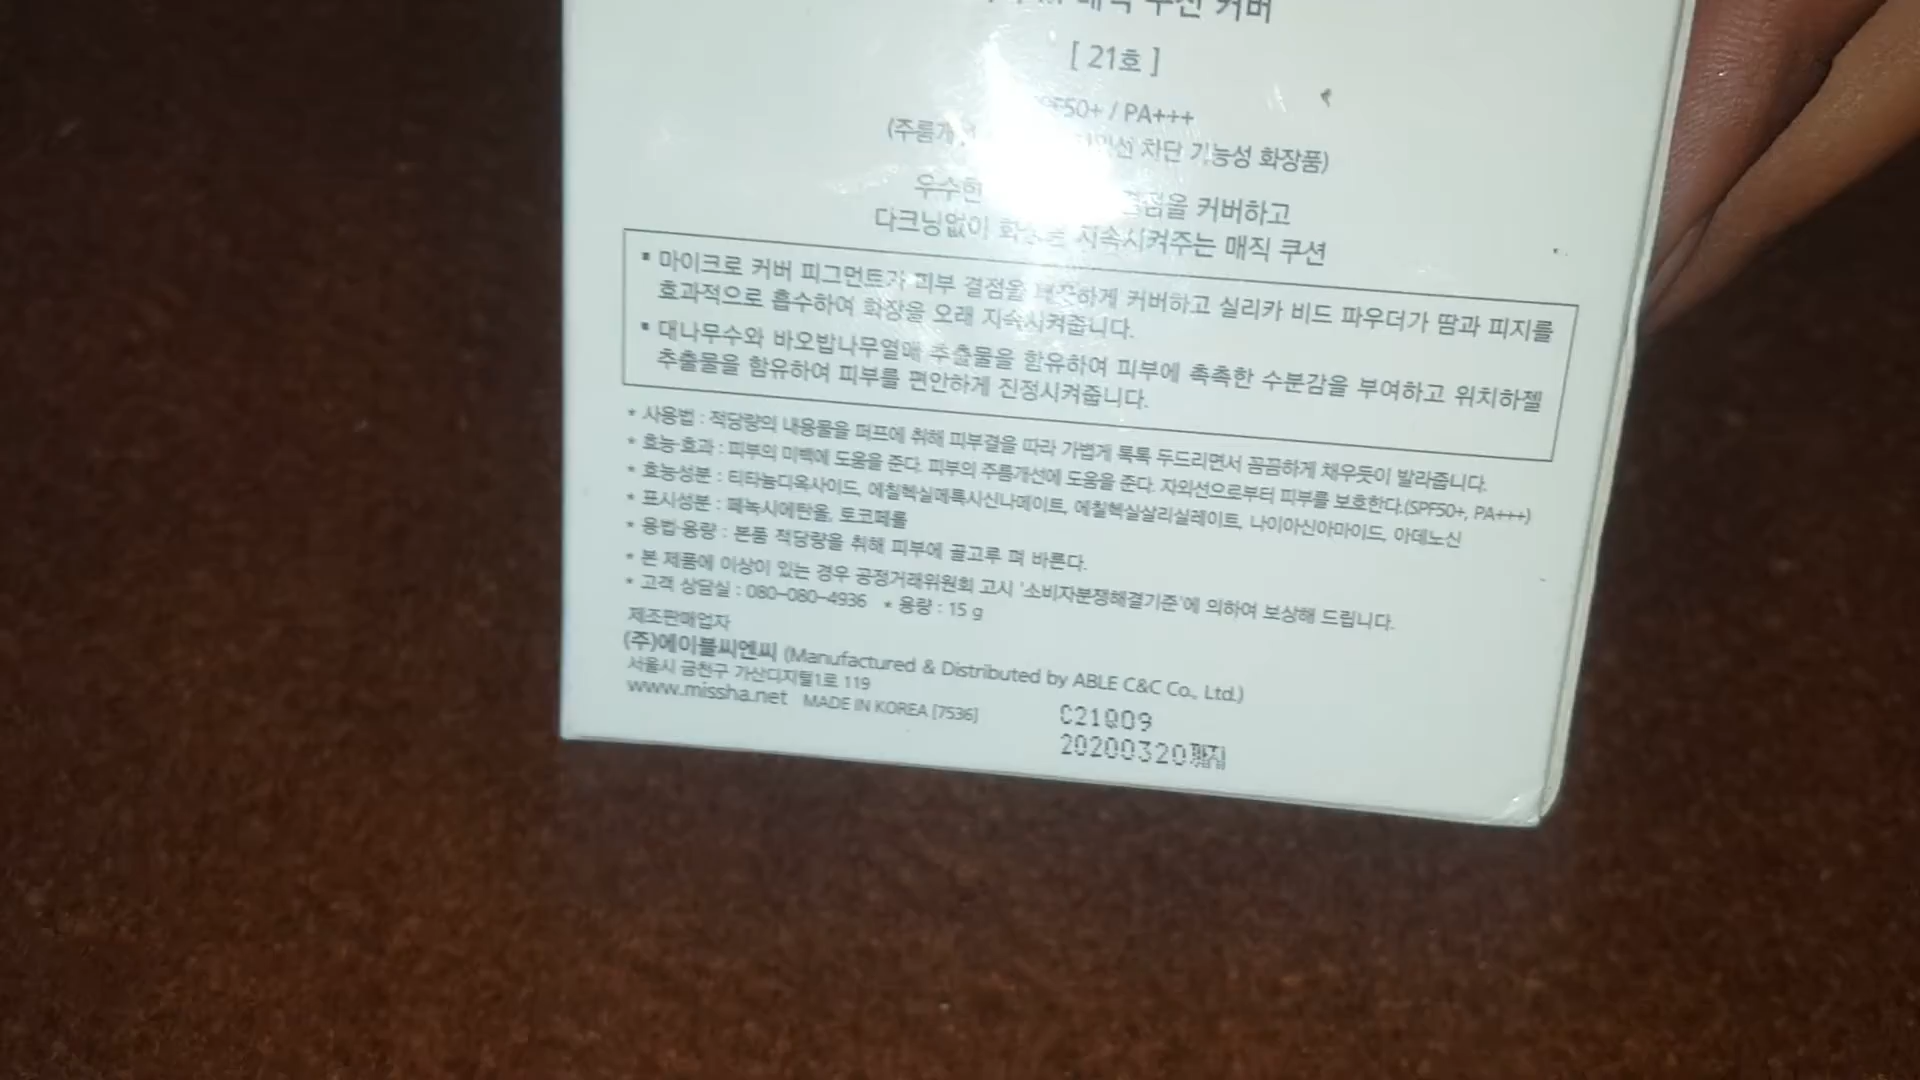 매직 쿠션 커버
[ 21호 ]
SPF50+ / PA+++
차단 기능성 화장품)
결점을 커버하고
다크닝없이 지속시켜주는 매직 쿠션
▪ 마이크로 커버 피그먼트가 피부 결점을 커버하고 실리카 비드 파우더가 땀과 피지를
효과적으로 흡수하여 화장을 오래 지속시켜줍니다.
▪ 대나무수와 바오밥나무열매 추출물을 함유하여 피부에 촉촉한 수분감을 부여하고 위치하젤
추출물을 함유하여 피부를 편안하게 진정시켜줍니다.
* 사용법 : 적당량의 내용물을 퍼프에 취해 피부결을 따라 가볍게 톡톡 두드리면서 꼼꼼하게 채우듯이 발라줍니다.
* 효능·효과 : 피부의 미백에 도움을 준다. 피부의 주름개선에 도움을 준다. 자외선으로부터 피부를 보호한다.(SPF50+, PA+++)
* 효능성분 : 티타늄디옥사이드, 에칠헥실메톡시신나메이트, 에칠헥실살리실레이트, 나이아신아마이드, 아데노신
* 표시성분 : 페녹시에탄올, 토코페롤
* 용법·용량 : 본품 적당량을 취해 피부에 골고루 펴 바른다.
* 본 제품에 이상이 있는 경우 공정거래위원회 고시 '소비자분쟁해결기준'에 의하여 보상해 드립니다.
* 고객 상담실 : 080-080-4936 * 용량 : 15 g
제조판매업자
(주)에이블씨엔씨 (Manufactured & Distributed by ABLE C&C Co., Ltd.)
서울시 금천구 가산디지털1로 119
www.missha.net MADE IN KOREA [7536]
C21Q09
20200320까지